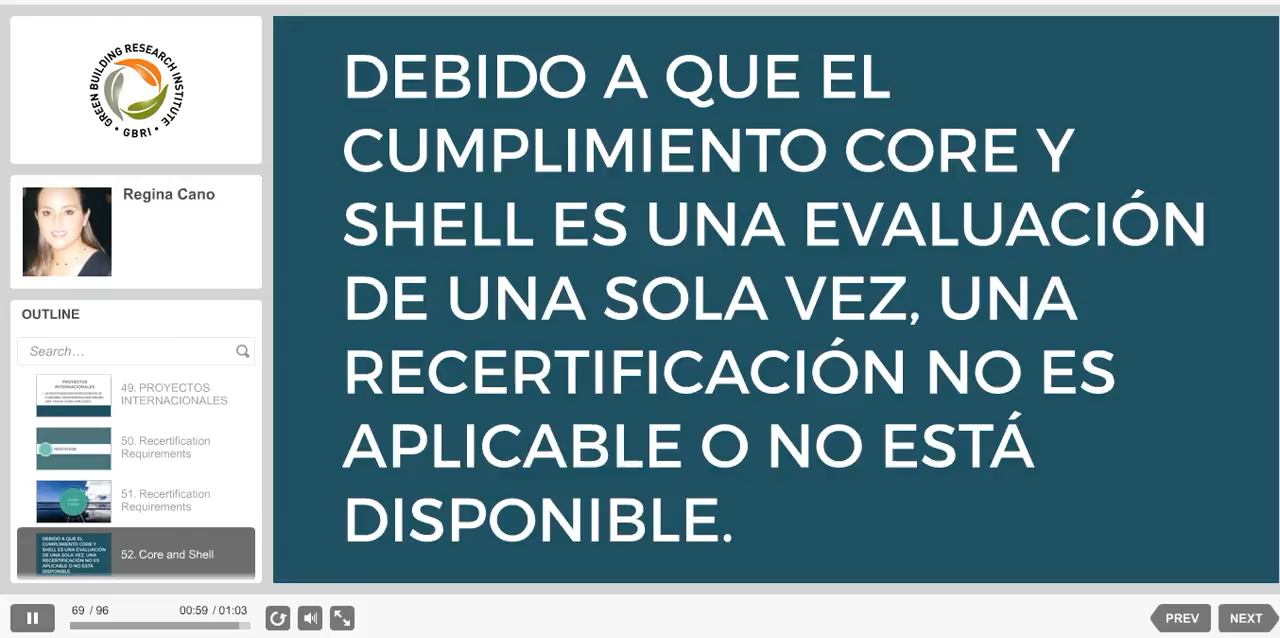 GREEN BUILDING RESEARCH INSTITUTE
• GBRI •
Regina Cano
OUTLINE
Search...
PROYECTOS
INTERNACIONALES
49. PROYECTOS
INTERNACIONALES
50. Recertification
Requirements
51. Recertification
Requirements
DEBIDO A QUE EL
CUMPLIMIENTO CORE Y
SHELL ES UNA EVALUACIÓN
DE UNA SOLA VEZ, UNA
RECERTIFICACIÓN NO ES
APLICABLE O NO ESTÁ
DISPONIBLE.
52. Core and Shell
DEBIDO A QUE EL
CUMPLIMIENTO CORE Y
SHELL ES UNA EVALUACIÓN
DE UNA SOLA VEZ, UNA
RECERTIFICACIÓN NO ES
APLICABLE O NO ESTÁ
DISPONIBLE.
69 / 96
00:59 / 01:03
PREV
NEXT